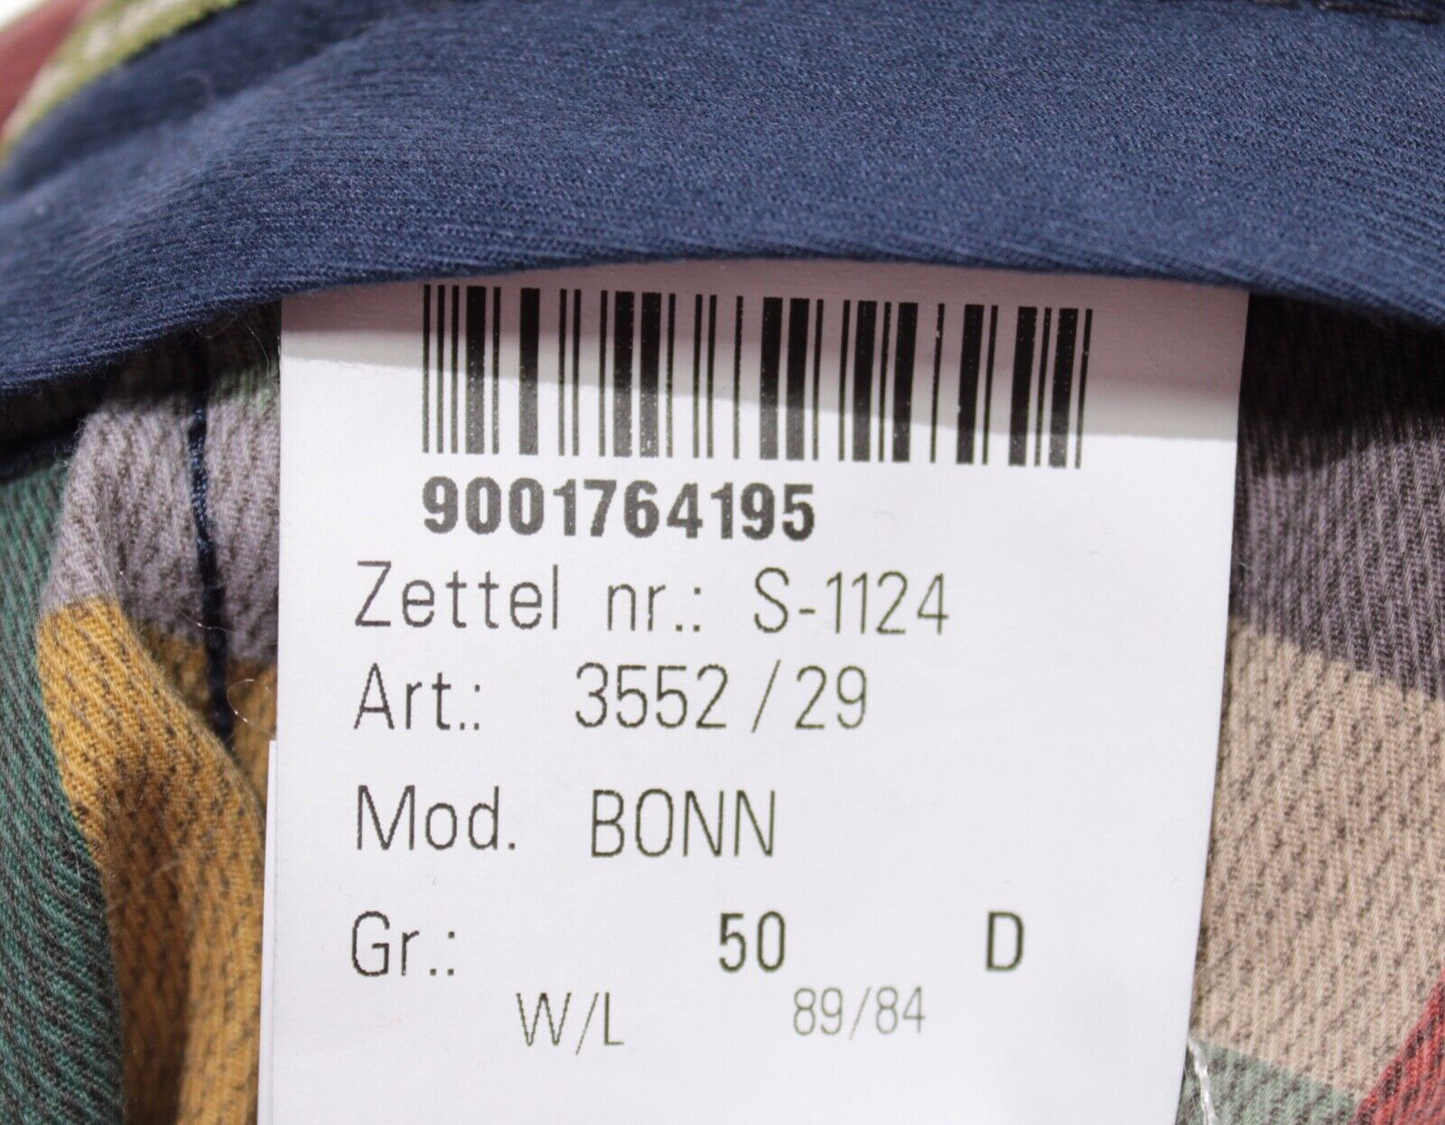 9001764195
Zettel nr.: S-1124
Art.: 3552/29
Mod. BONN
Gr.: 50 D
W/L 89/84